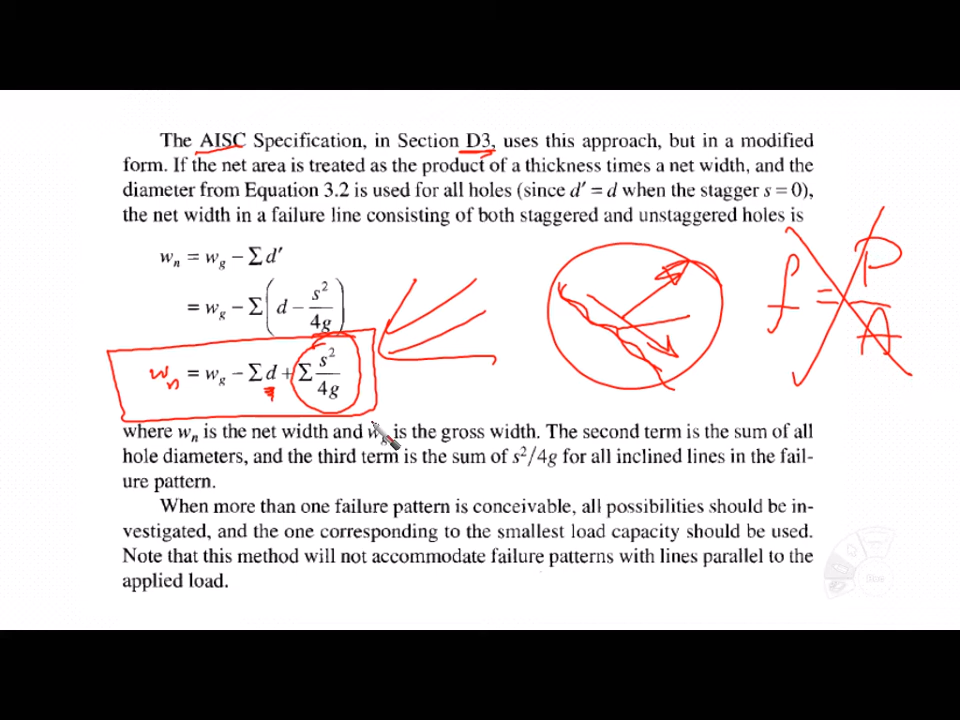 The AISC Specification, in Section D3, uses this approach, but in a modified
form. If the net area is treated as the product of a thickness times a net width, and the
diameter from Equation 3.2 is used for all holes (since d′ = d when the stagger s = 0),
the net width in a failure line consisting of both staggered and unstaggered holes is
wₙ = w_g − Σ d′
= w_g − Σ(d − s²/4g)
wₙ = w_g − Σ d + Σ s²/4g
f = P/A
where wₙ is the net width and w_g is the gross width. The second term is the sum of all
hole diameters, and the third term is the sum of s²/4g for all inclined lines in the fail-
ure pattern.
When more than one failure pattern is conceivable, all possibilities should be in-
vestigated, and the one corresponding to the smallest load capacity should be used.
Note that this method will not accommodate failure patterns with lines parallel to the
applied load.